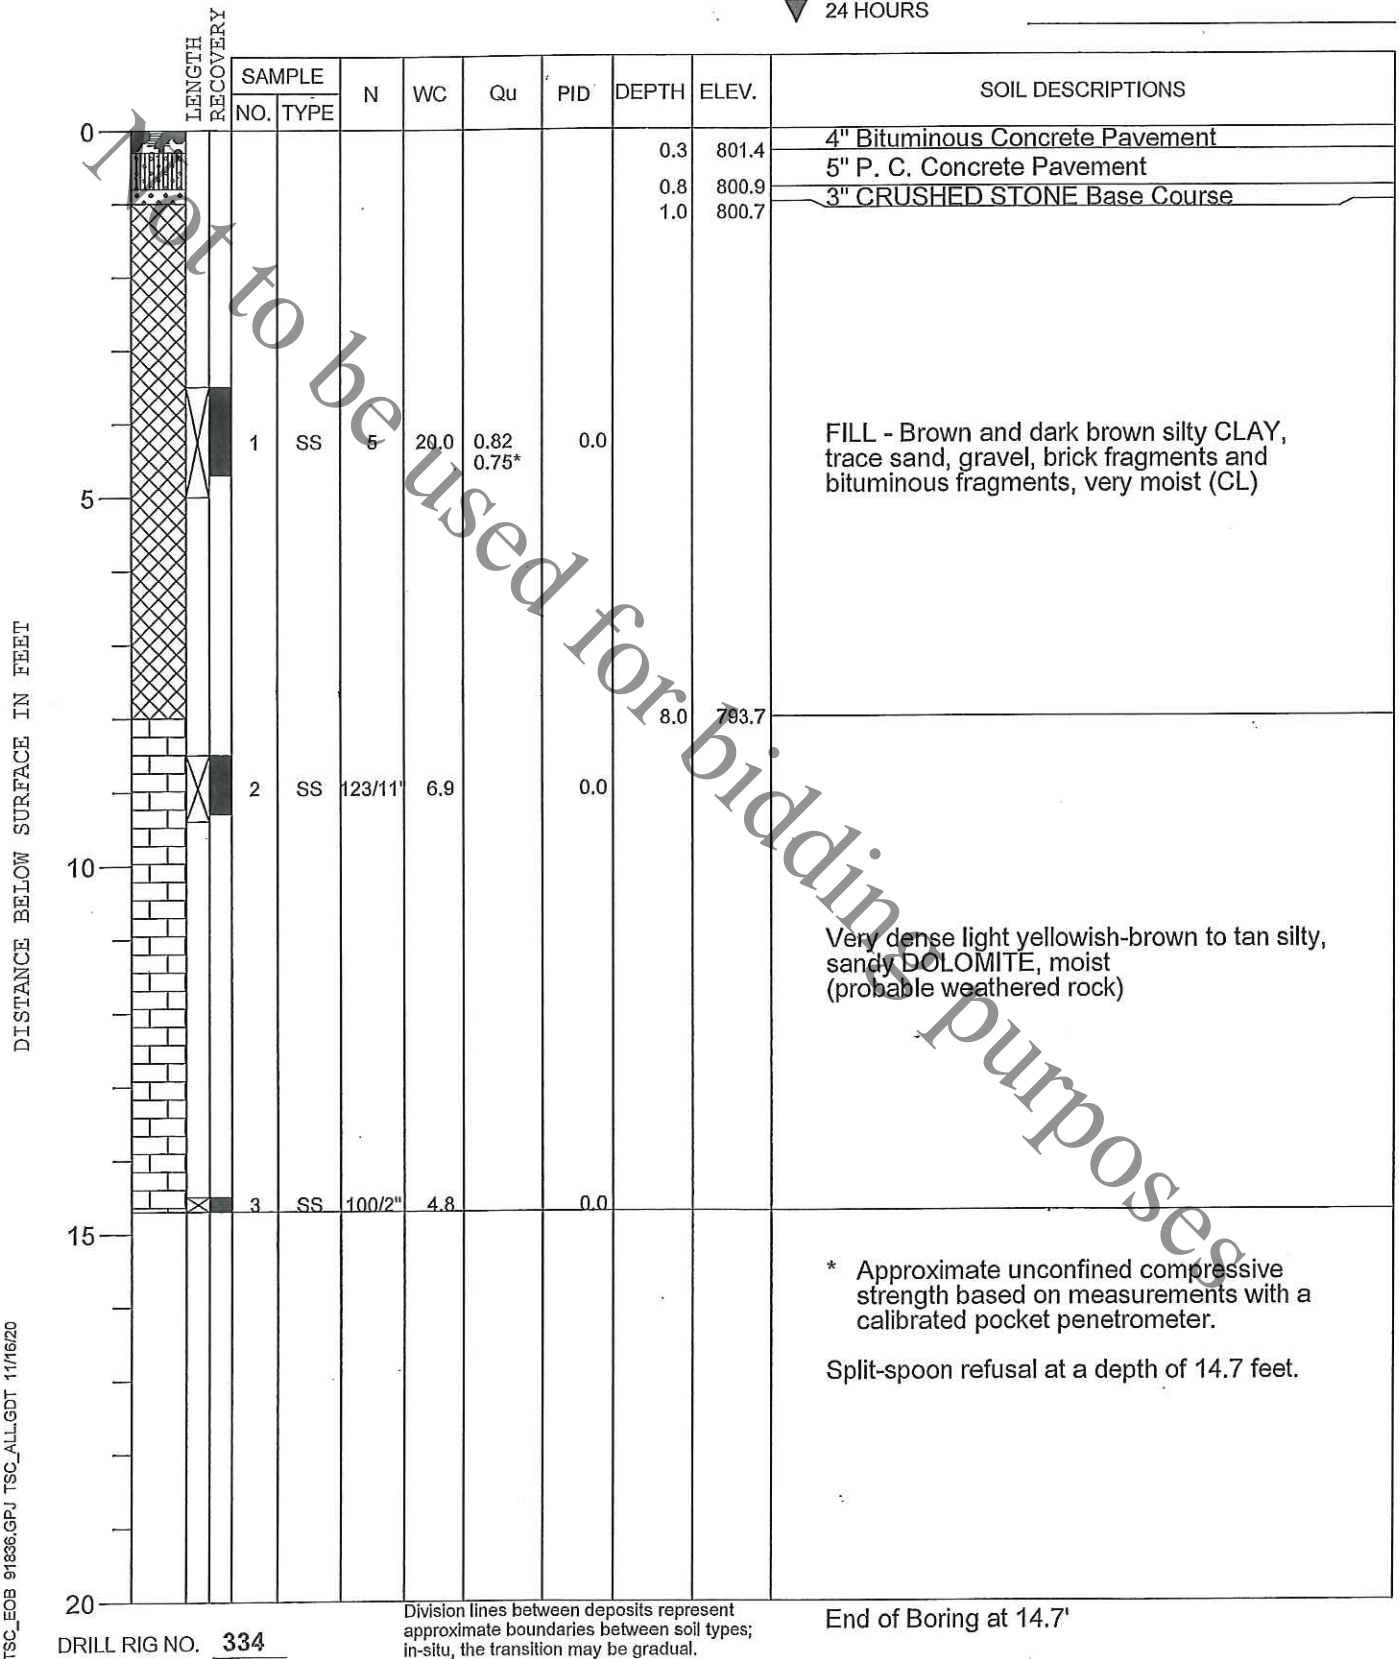 24 HOURS
LENGTH
RECOVERY
SAMPLE
NO. TYPE N WC Qu PID DEPTH ELEV. SOIL DESCRIPTIONS
0
4" Bituminous Concrete Pavement
0.3 801.4
5" P. C. Concrete Pavement
0.8 800.9
3" CRUSHED STONE Base Course
1.0 800.7
1 SS 5 20.0 0.82 0.0
0.75*
FILL - Brown and dark brown silty CLAY,
trace sand, gravel, brick fragments and
bituminous fragments, very moist (CL)
5
8.0 793.7
2 SS 123/11" 6.9 0.0
10
Very dense light yellowish-brown to tan silty,
sandy DOLOMITE, moist
(probable weathered rock)
3 SS 100/2" 4.8 0.0
15
* Approximate unconfined compressive
strength based on measurements with a
calibrated pocket penetrometer.
Split-spoon refusal at a depth of 14.7 feet.
20
End of Boring at 14.7'
Division lines between deposits represent
approximate boundaries between soil types;
in-situ, the transition may be gradual.
DRILL RIG NO. 334
DISTANCE BELOW SURFACE IN FEET
TSC_EOB 91836.GPJ TSC_ALL.GDT 11/16/20
Not to be used for bidding purposes